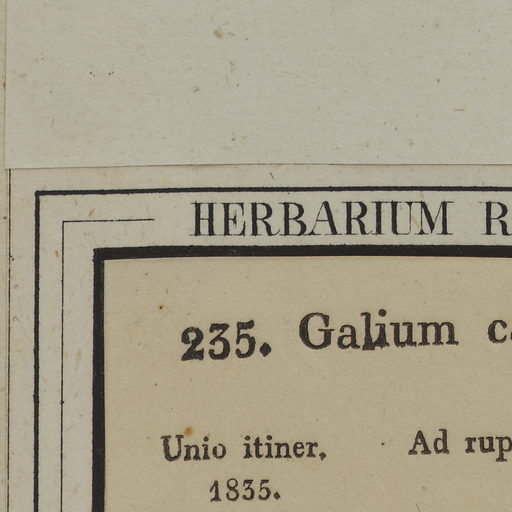 HERBARIUM
235. Galium
Unio itiner. Ad
1835.